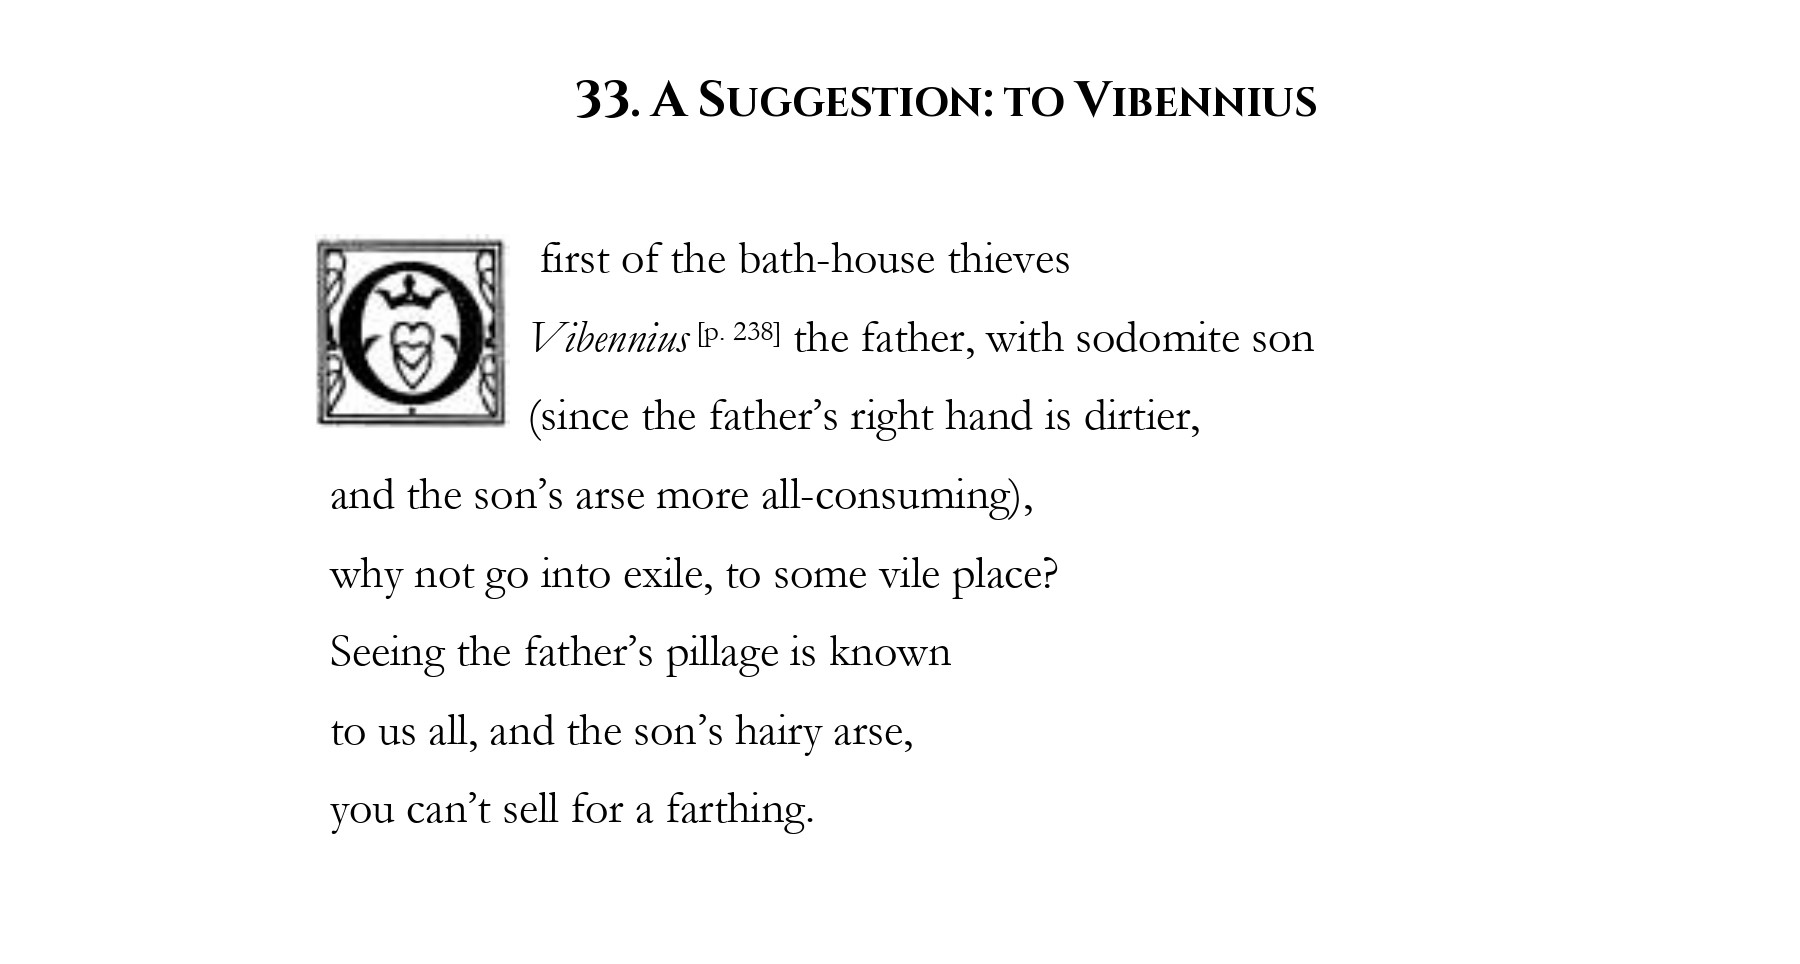 33. A Suggestion: to Vibennius
O first of the bath-house thieves
Vibennius [p. 238] the father, with sodomite son
(since the father’s right hand is dirtier,
and the son’s arse more all-consuming),
why not go into exile, to some vile place?
Seeing the father’s pillage is known
to us all, and the son’s hairy arse,
you can’t sell for a farthing.